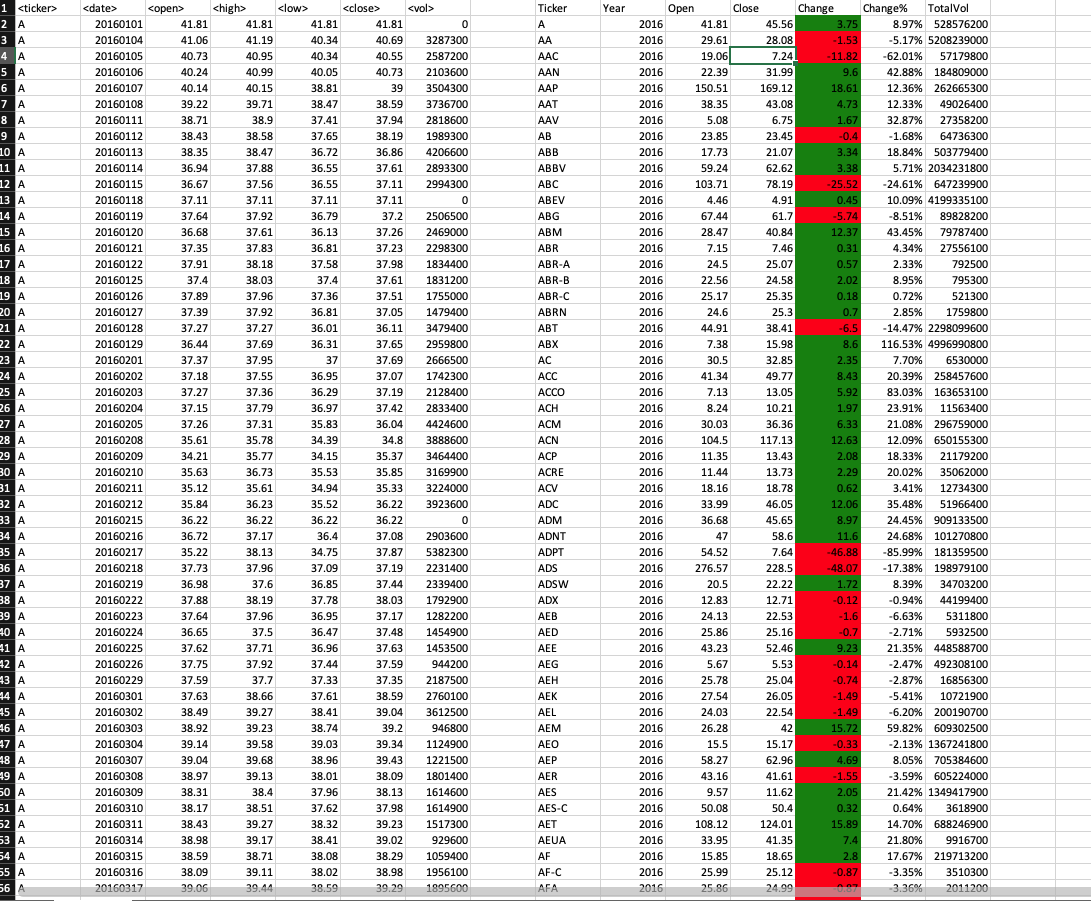 1 <ticker> <date> <open> <high> <low> <close> <vol> Ticker Year Open Close Change Change% TotalVol
2 A 20160101 41.81 41.81 41.81 41.81 0 A 2016 41.81 45.56 3.75 8.97% 528576200
3 A 20160104 41.06 41.19 40.34 40.69 3287300 AA 2016 29.61 28.08 -1.53 -5.17% 5208239000
4 A 20160105 40.73 40.95 40.34 40.55 2587200 AAC 2016 19.06 7.24 -11.82 -62.01% 57179800
5 A 20160106 40.24 40.99 40.05 40.73 2103600 AAN 2016 22.39 31.99 9.6 42.88% 184809000
6 A 20160107 40.14 40.15 38.81 39 3504300 AAP 2016 150.51 169.12 18.61 12.36% 262665300
7 A 20160108 39.22 39.71 38.47 38.59 3736700 AAT 2016 38.35 43.08 4.73 12.33% 49026400
8 A 20160111 38.71 38.9 37.41 37.94 2818600 AAV 2016 5.08 6.75 1.67 32.87% 27358200
9 A 20160112 38.43 38.58 37.65 38.19 1989300 AB 2016 23.85 23.45 -0.4 -1.68% 64736300
10 A 20160113 38.35 38.47 36.72 36.86 4206600 ABB 2016 17.73 21.07 3.34 18.84% 503779400
11 A 20160114 36.94 37.88 36.55 37.61 2893300 ABBV 2016 59.24 62.62 3.38 5.71% 2034231800
12 A 20160115 36.67 37.56 36.55 37.11 2994300 ABC 2016 103.71 78.19 -25.52 -24.61% 647239900
13 A 20160118 37.11 37.11 37.11 37.11 0 ABEV 2016 4.46 4.91 0.45 10.09% 4199335100
14 A 20160119 37.64 37.92 36.79 37.2 2506500 ABG 2016 67.44 61.7 -5.74 -8.51% 89828200
15 A 20160120 36.68 37.61 36.13 37.26 2469000 ABM 2016 28.47 40.84 12.37 43.45% 79787400
16 A 20160121 37.35 37.83 36.81 37.23 2298300 ABR 2016 7.15 7.46 0.31 4.34% 27556100
17 A 20160122 37.91 38.18 37.58 37.98 1834400 ABR-A 2016 24.5 25.07 0.57 2.33% 792500
18 A 20160125 37.4 38.03 37.4 37.61 1831200 ABR-B 2016 22.56 24.58 2.02 8.95% 795300
19 A 20160126 37.89 37.96 37.36 37.51 1755000 ABR-C 2016 25.17 25.35 0.18 0.72% 521300
20 A 20160127 37.39 37.92 36.81 37.05 1479400 ABRN 2016 24.6 25.3 0.7 2.85% 1759800
21 A 20160128 37.27 37.27 36.01 36.11 3479400 ABT 2016 44.91 38.41 -6.5 -14.47% 2298099600
22 A 20160129 36.44 37.69 36.31 37.65 2959800 ABX 2016 7.38 15.98 8.6 116.53% 4996990800
23 A 20160201 37.37 37.95 37 37.69 2666500 AC 2016 30.5 32.85 2.35 7.70% 6530000
24 A 20160202 37.18 37.55 36.95 37.07 1742300 ACC 2016 41.34 49.77 8.43 20.39% 258457600
25 A 20160203 37.27 37.36 36.29 37.19 2128400 ACCO 2016 7.13 13.05 5.92 83.03% 163653100
26 A 20160204 37.15 37.79 36.97 37.42 2833400 ACH 2016 8.24 10.21 1.97 23.91% 11563400
27 A 20160205 37.26 37.31 35.83 36.04 4424600 ACM 2016 30.03 36.36 6.33 21.08% 296759000
28 A 20160208 35.61 35.78 34.39 34.8 3888600 ACN 2016 104.5 117.13 12.63 12.09% 650155300
29 A 20160209 34.21 35.77 34.15 35.37 3464400 ACP 2016 11.35 13.43 2.08 18.33% 21179200
30 A 20160210 35.63 36.73 35.53 35.85 3169900 ACRE 2016 11.44 13.73 2.29 20.02% 35062000
31 A 20160211 35.12 35.61 34.94 35.33 3224000 ACV 2016 18.16 18.78 0.62 3.41% 12734300
32 A 20160212 35.84 36.23 35.52 36.22 3923600 ADC 2016 33.99 46.05 12.06 35.48% 51966400
33 A 20160215 36.22 36.22 36.22 36.22 0 ADM 2016 36.68 45.65 8.97 24.45% 909133500
34 A 20160216 36.72 37.17 36.4 37.08 2903600 ADNT 2016 47 58.6 11.6 24.68% 101270800
35 A 20160217 35.22 38.13 34.75 37.87 5382300 ADPT 2016 54.52 7.64 -46.88 -85.99% 181359500
36 A 20160218 37.73 37.96 37.09 37.19 2231400 ADS 2016 276.57 228.5 -48.07 -17.38% 198979100
37 A 20160219 36.98 37.6 36.85 37.44 2339400 ADSW 2016 20.5 22.22 1.72 8.39% 34703200
38 A 20160222 37.88 38.19 37.78 38.03 1792900 ADX 2016 12.83 12.71 -0.12 -0.94% 44199400
39 A 20160223 37.64 37.96 36.95 37.17 1282200 AEB 2016 24.13 22.53 -1.6 -6.63% 5311800
40 A 20160224 36.65 37.5 36.47 37.48 1454900 AED 2016 25.86 25.16 -0.7 -2.71% 5932500
41 A 20160225 37.62 37.71 36.96 37.63 1453500 AEE 2016 43.23 52.46 9.23 21.35% 448588700
42 A 20160226 37.75 37.92 37.44 37.59 944200 AEG 2016 5.67 5.53 -0.14 -2.47% 492308100
43 A 20160229 37.59 37.7 37.33 37.35 2187500 AEH 2016 25.78 25.04 -0.74 -2.87% 16856300
44 A 20160301 37.63 38.66 37.61 38.59 2760100 AEK 2016 27.54 26.05 -1.49 -5.41% 10721900
45 A 20160302 38.49 39.27 38.41 39.04 3612500 AEL 2016 24.03 22.54 -1.49 -6.20% 200190700
46 A 20160303 38.92 39.23 38.74 39.2 946800 AEM 2016 26.28 42 15.72 59.82% 609302500
47 A 20160304 39.14 39.58 39.03 39.34 1124900 AEO 2016 15.5 15.17 -0.33 -2.13% 1367241800
48 A 20160307 39.04 39.68 38.96 39.43 1221500 AEP 2016 58.27 62.96 4.69 8.05% 705384600
49 A 20160308 38.97 39.13 38.01 38.09 1801400 AER 2016 43.16 41.61 -1.55 -3.59% 605224000
50 A 20160309 38.31 38.4 37.96 38.13 1614600 AES 2016 9.57 11.62 2.05 21.42% 1349417900
51 A 20160310 38.17 38.51 37.62 37.98 1614900 AES-C 2016 50.08 50.4 0.32 0.64% 3618900
52 A 20160311 38.43 39.27 38.32 39.23 1517300 AET 2016 108.12 124.01 15.89 14.70% 688246900
53 A 20160314 38.98 39.17 38.41 39.02 929600 AEUA 2016 33.95 41.35 7.4 21.80% 9916700
54 A 20160315 38.59 38.71 38.08 38.29 1059400 AF 2016 15.85 18.65 2.8 17.67% 219713200
55 A 20160316 38.09 39.11 38.02 38.98 1956100 AF-C 2016 25.99 25.12 -0.87 -3.35% 3510300
56 A 20160317 39.06 39.44 38.59 39.29 1895600 AFA 2016 25.86 24.99 -0.87 -3.36% 2011200